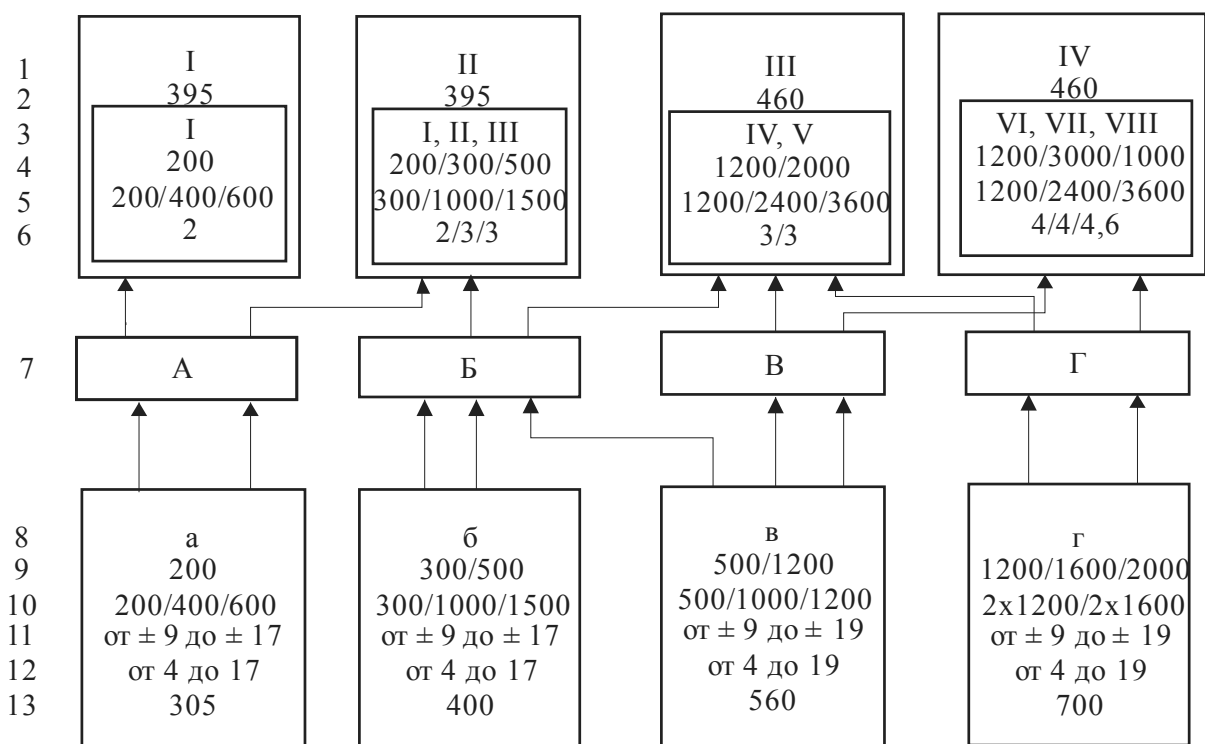 1 I II III IV
2 395 395 460 460
3 I I, II, III IV, V VI, VII, VIII
4 200 200/300/500 1200/2000 1200/3000/1000
5 200/400/600 300/1000/1500 1200/2400/3600 1200/2400/3600
6 2 2/3/3 3/3 4/4/4,6
7 А Б В Г
8 а б в г
9 200 300/500 500/1200 1200/1600/2000
10 200/400/600 300/1000/1500 500/1000/1200 2x1200/2x1600
11 от ± 9 до ± 17 от ± 9 до ± 17 от ± 9 до ± 19 от ± 9 до ± 19
12 от 4 до 17 от 4 до 17 от 4 до 19 от 4 до 19
13 305 400 560 700